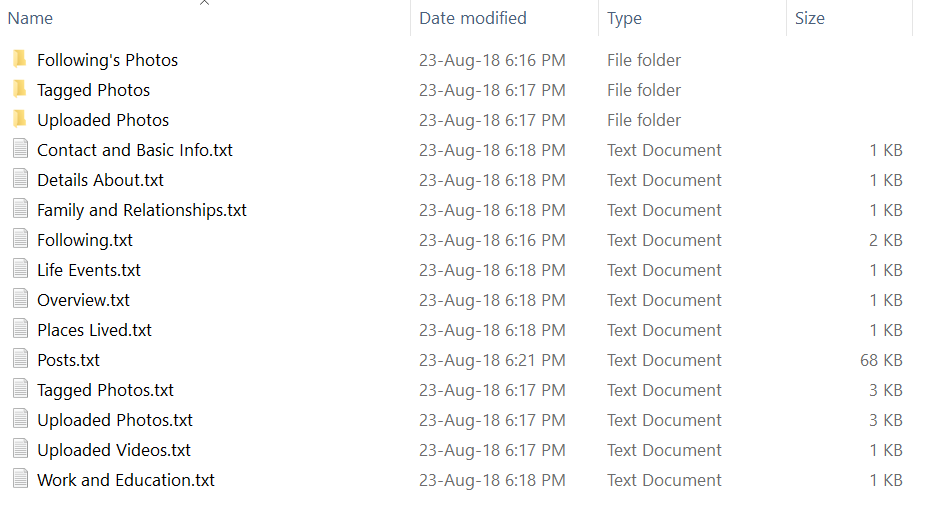 Name Date modified Type Size
Following's Photos 23-Aug-18 6:16 PM File folder
Tagged Photos 23-Aug-18 6:17 PM File folder
Uploaded Photos 23-Aug-18 6:17 PM File folder
Contact and Basic Info.txt 23-Aug-18 6:18 PM Text Document 1 KB
Details About.txt 23-Aug-18 6:18 PM Text Document 1 KB
Family and Relationships.txt 23-Aug-18 6:18 PM Text Document 1 KB
Following.txt 23-Aug-18 6:16 PM Text Document 2 KB
Life Events.txt 23-Aug-18 6:18 PM Text Document 1 KB
Overview.txt 23-Aug-18 6:18 PM Text Document 1 KB
Places Lived.txt 23-Aug-18 6:18 PM Text Document 1 KB
Posts.txt 23-Aug-18 6:21 PM Text Document 68 KB
Tagged Photos.txt 23-Aug-18 6:17 PM Text Document 3 KB
Uploaded Photos.txt 23-Aug-18 6:17 PM Text Document 3 KB
Uploaded Videos.txt 23-Aug-18 6:17 PM Text Document 1 KB
Work and Education.txt 23-Aug-18 6:18 PM Text Document 1 KB